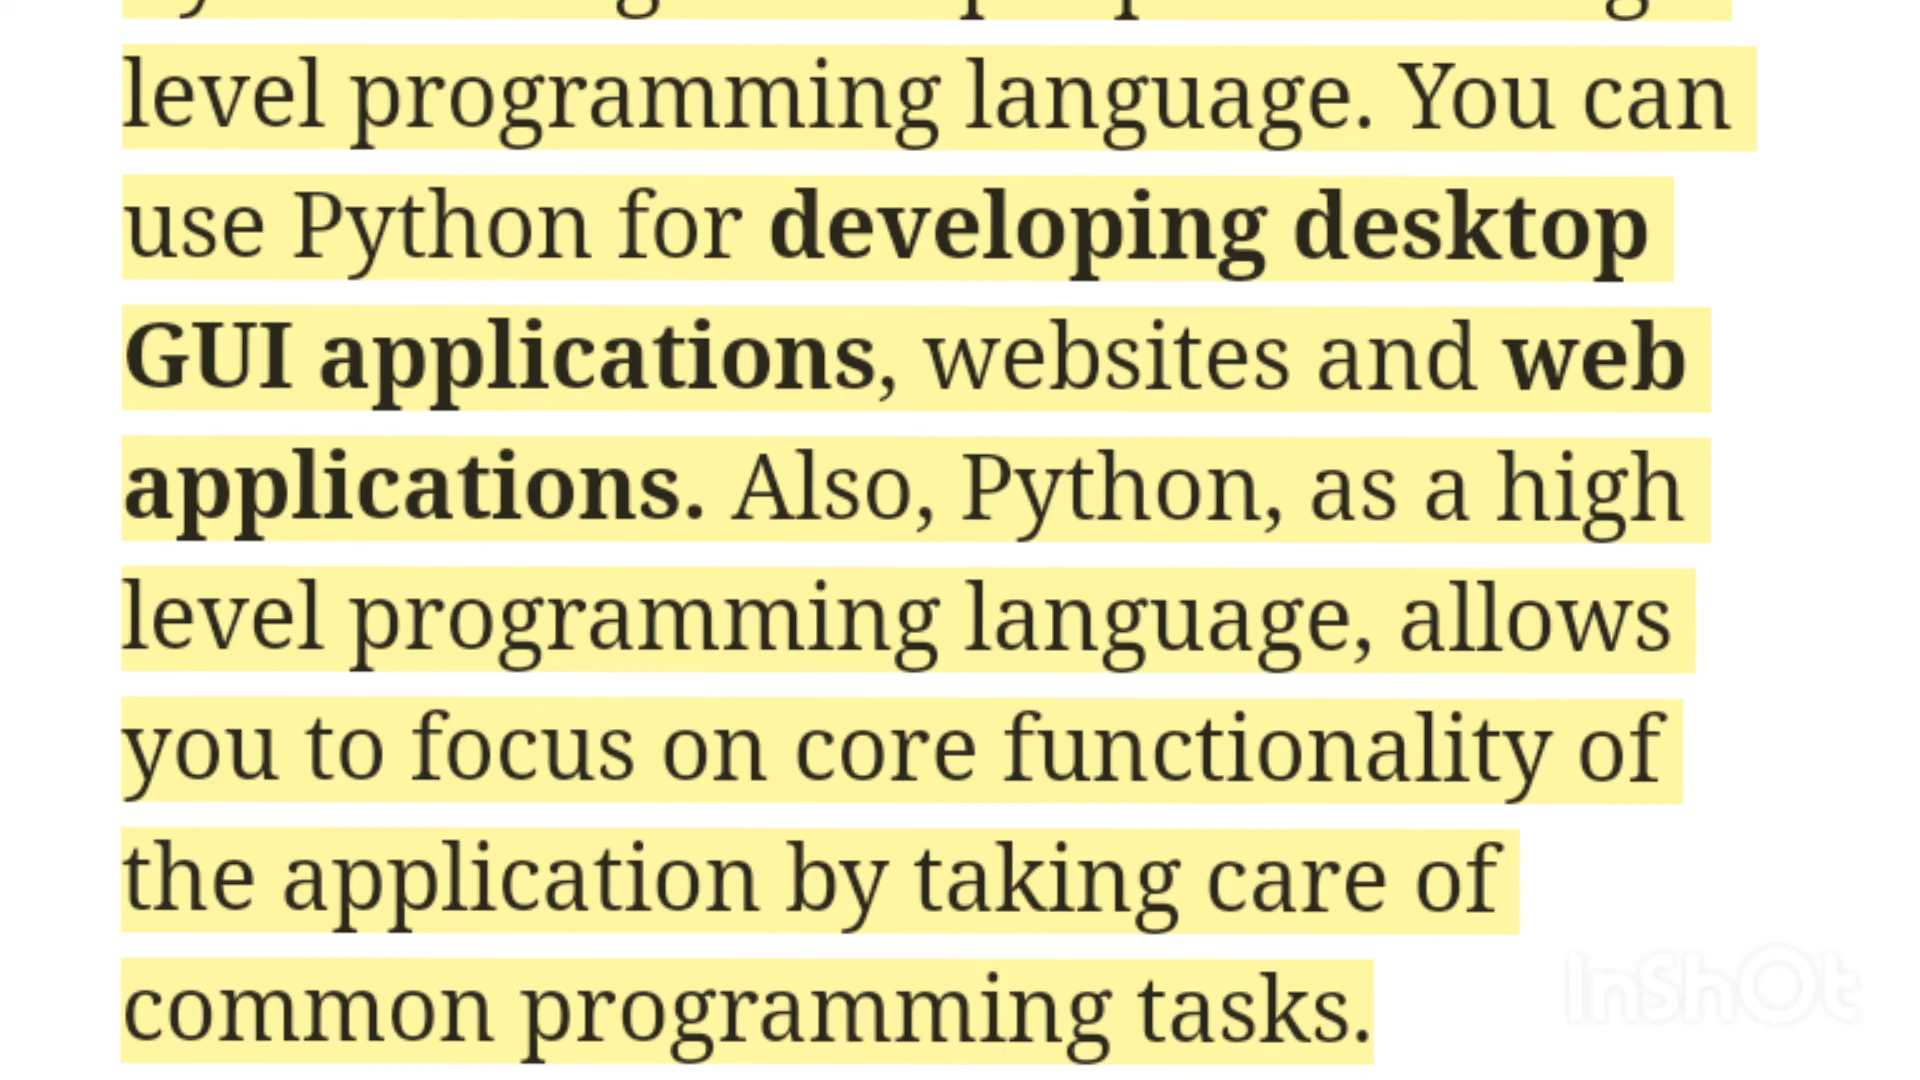 level programming language. You can
use Python for developing desktop
GUI applications, websites and web
applications. Also, Python, as a high
level programming language, allows
you to focus on core functionality of
the application by taking care of
common programming tasks.
InShOt